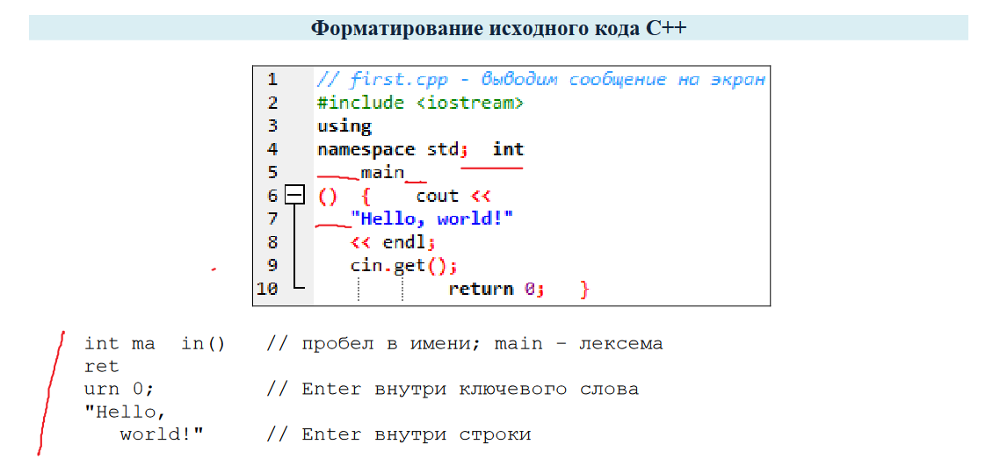 Форматирование исходного кода C++
1 // first.cpp - выводим сообщение на экран
2 #include <iostream>
3 using
4 namespace std;  int
5     main
6 ()  {    cout <<
7    "Hello, world!"
8    << endl;
9    cin.get();
10             return 0;   }
int ma  in()   // пробел в имени; main – лексема
ret
urn 0;         // Enter внутри ключевого слова
"Hello,
   world!"     // Enter внутри строки